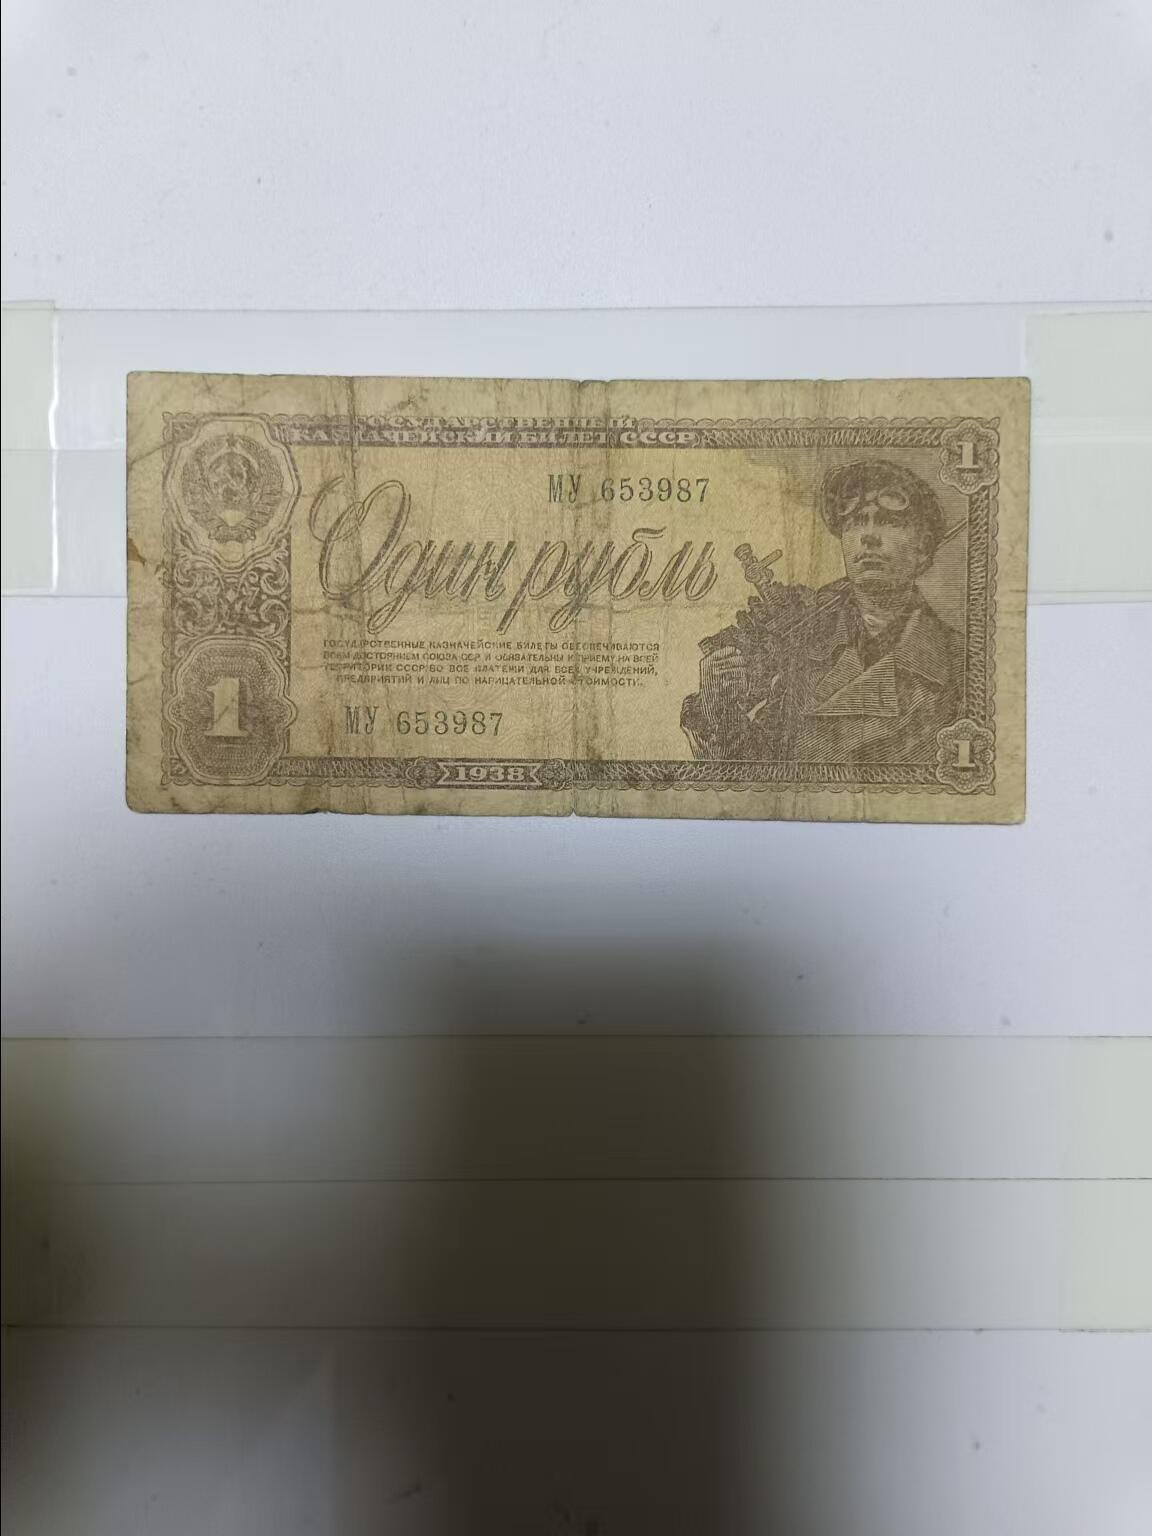 ГОСУДАРСТВЕННЫЙ
КАЗНАЧЕЙСКИЙ БИЛЕТ СССР
1
МУ 653987
Один рубль
ГОСУДАРСТВЕННЫЕ КАЗНАЧЕЙСКИЕ БИЛЕТЫ ОБЕСПЕЧИВАЮТСЯ
ВСЕМ ДОСТОЯНИЕМ СОЮЗА ССР И ОБЯЗАТЕЛЬНЫ К ПРИЕМУ НА ВСЕЙ
ТЕРРИТОРИИ СССР ВО ВСЕ ПЛАТЕЖИ ДЛЯ ВСЕХ УЧРЕЖДЕНИЙ,
ПРЕДПРИЯТИЙ И ЛИЦ ПО НАРИЦАТЕЛЬНОЙ СТОИМОСТИ.
1
МУ 653987
1
1938